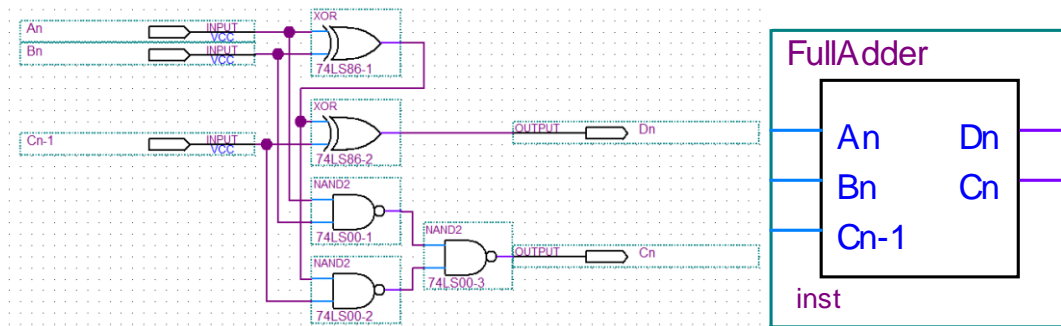 An
INPUT
VCC
Bn
INPUT
VCC
XOR
74LS86-1
XOR
74LS86-2
Cn-1
INPUT
VCC
OUTPUT
Dn
NAND2
74LS00-1
NAND2
74LS00-2
NAND2
74LS00-3
OUTPUT
Cn
FullAdder
An Dn
Bn Cn
Cn-1
inst